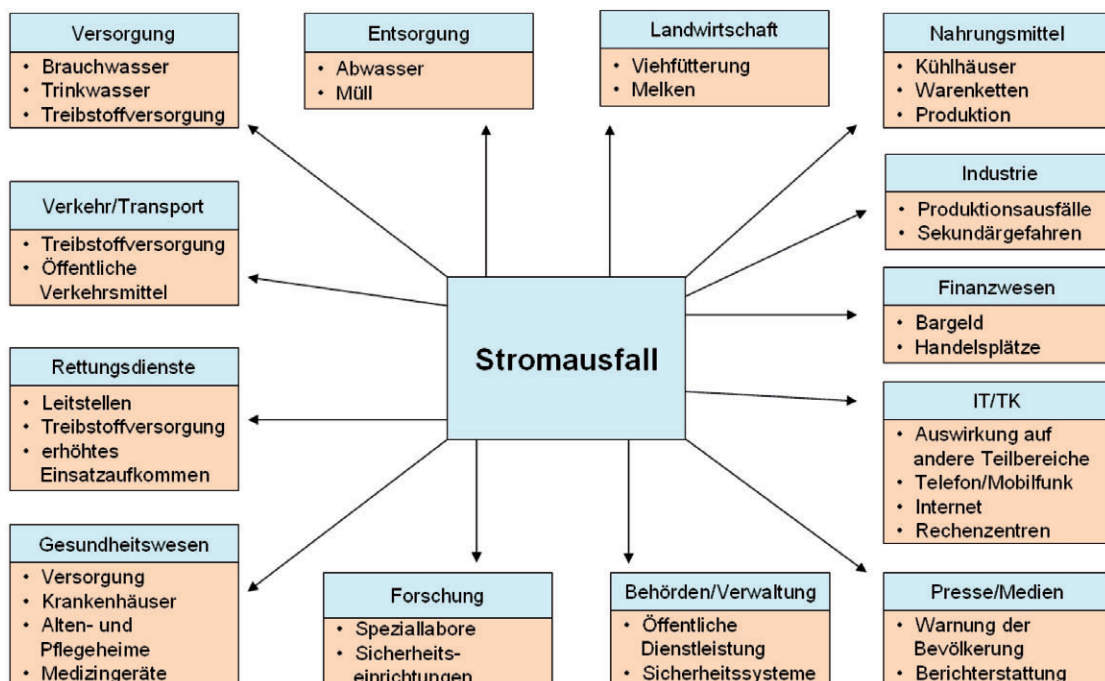 Versorgung
• Brauchwasser
• Trinkwasser
• Treibstoffversorgung
Entsorgung
• Abwasser
• Müll
Landwirtschaft
• Viehfütterung
• Melken
Nahrungsmittel
• Kühlhäuser
• Warenketten
• Produktion
Verkehr/Transport
• Treibstoffversorgung
• Öffentliche
Verkehrsmittel
Industrie
• Produktionsausfälle
• Sekundärgefahren
Finanzwesen
• Bargeld
• Handelsplätze
Stromausfall
Rettungsdienste
• Leitstellen
• Treibstoffversorgung
• erhöhtes
Einsatzaufkommen
IT/TK
• Auswirkung auf
andere Teilbereiche
• Telefon/Mobilfunk
• Internet
• Rechenzentren
Gesundheitswesen
• Versorgung
• Krankenhäuser
• Alten- und
Pflegeheime
• Medizingeräte
Forschung
• Speziallabore
• Sicherheits-
einrichtungen
Behörden/Verwaltung
• Öffentliche
Dienstleistung
• Sicherheitssysteme
Presse/Medien
• Warnung der
Bevölkerung
• Berichterstattung